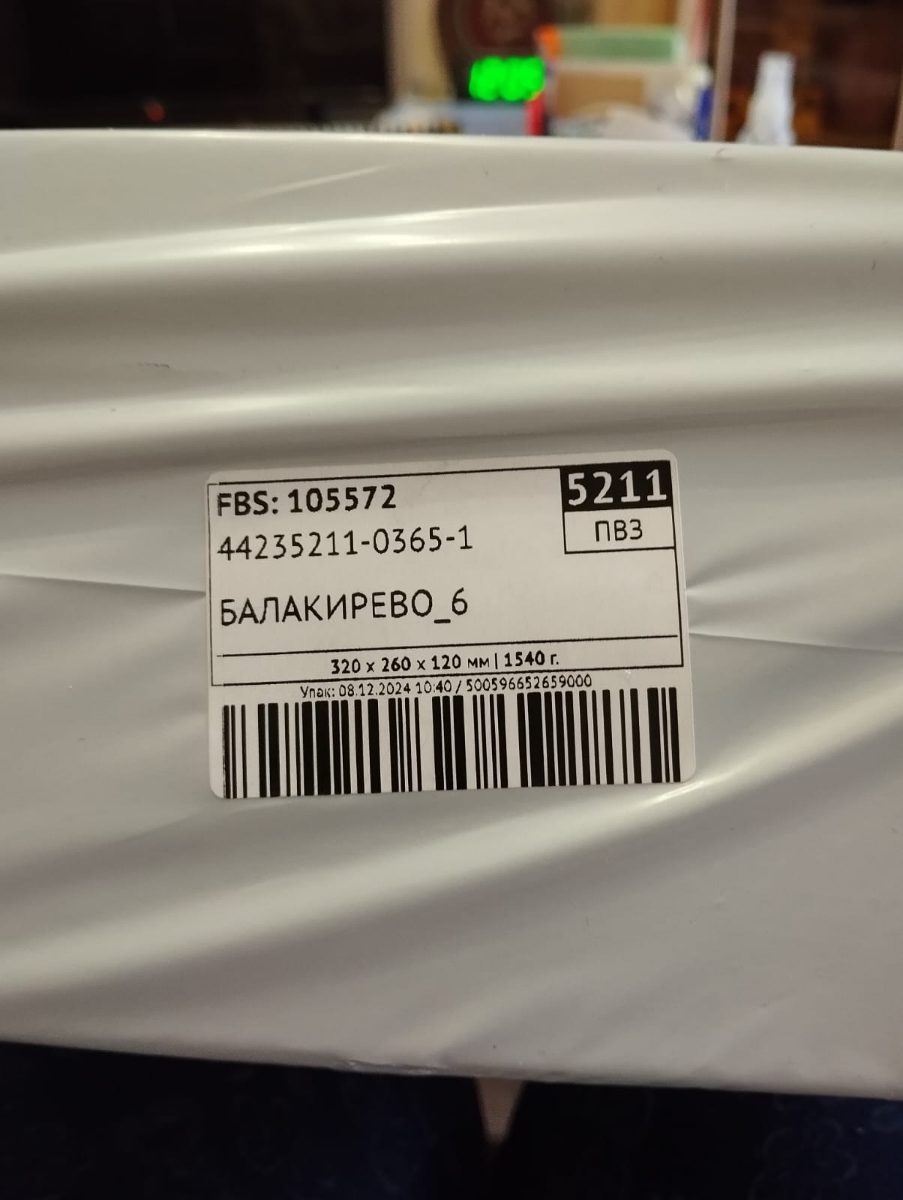 FBS: 105572
5211
44235211-0365-1
ПВЗ
БАЛАКИРЕВО_6
320 x 260 x 120 мм | 1540 г.
Упак: 08.12.2024 10:40 / 500596652659000